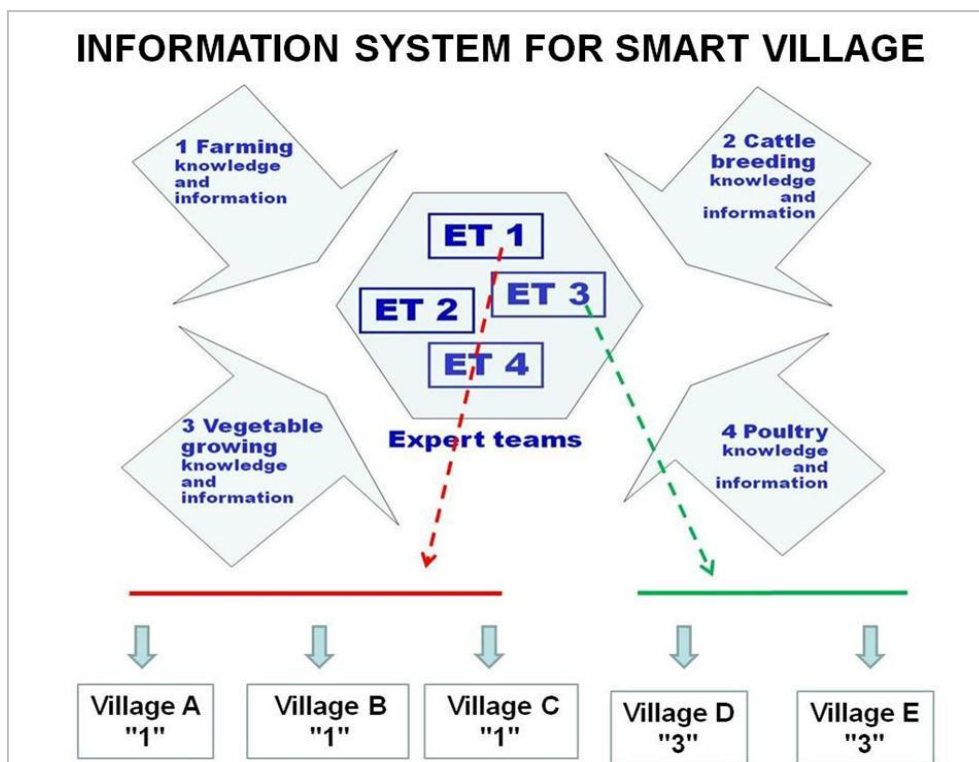 INFORMATION SYSTEM FOR SMART VILLAGE
1 Farming
knowledge
and
information
2 Cattle
breeding
knowledge
and
information
ET 1
ET 3
ET 2
ET 4
Expert teams
3 Vegetable
growing
knowledge
and
information
4 Poultry
knowledge
and
information
Village A
"1"
Village B
"1"
Village C
"1"
Village D
"3"
Village E
"3"